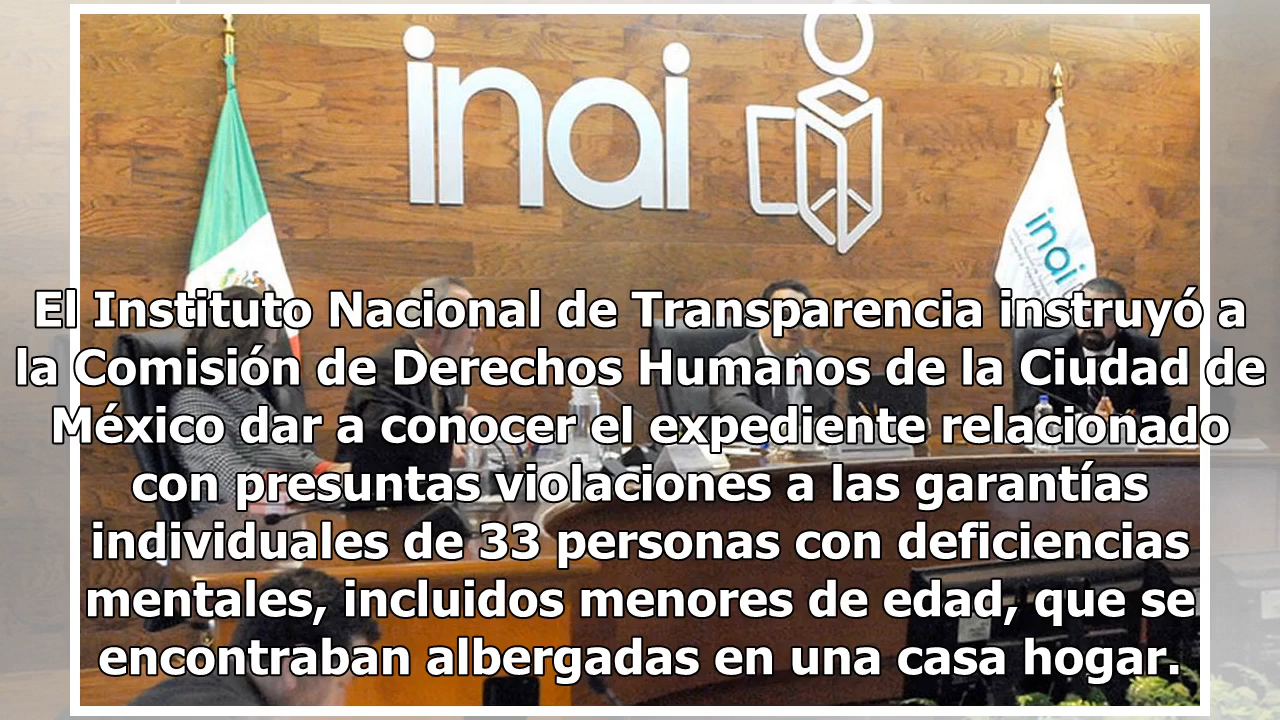 inai
inai
El Instituto Nacional de Transparencia instruyó a
la Comisión de Derechos Humanos de la Ciudad de
México dar a conocer el expediente relacionado
con presuntas violaciones a las garantías
individuales de 33 personas con deficiencias
mentales, incluidos menores de edad, que se
encontraban albergadas en una casa hogar.